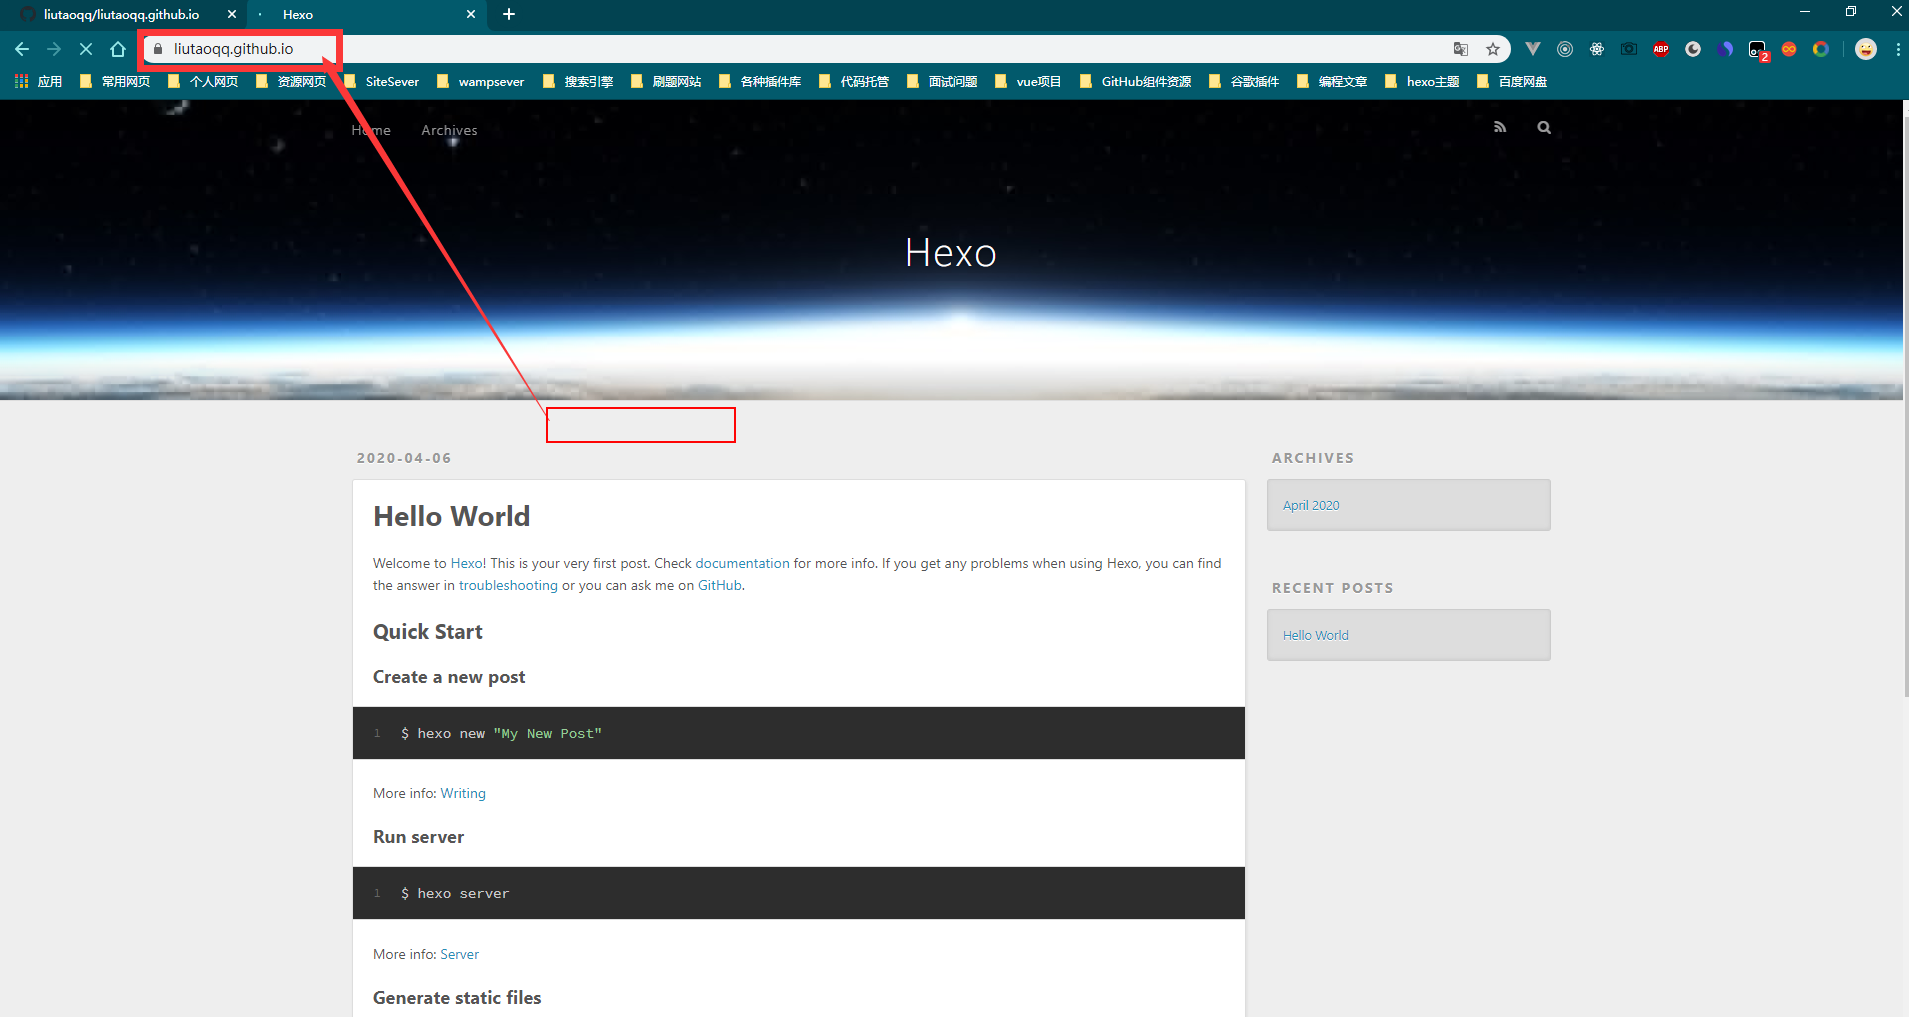 liutaoqq/liutaoqq.github.io
Hexo
liutaoqq.github.io
ABP
2
应用 常用网页 个人网页 资源网页 SiteSever wampsever 搜索引擎 刷题网站 各种插件库 代码托管 面试问题 vue项目 GitHub组件资源 谷歌插件 编程文章 hexo主题 百度网盘
Home Archives
Hexo
2020-04-06
Hello World
Welcome to Hexo! This is your very first post. Check documentation for more info. If you get any problems when using Hexo, you can find
the answer in troubleshooting or you can ask me on GitHub.
Quick Start
Create a new post
1 $ hexo new "My New Post"
More info: Writing
Run server
1 $ hexo server
More info: Server
Generate static files
ARCHIVES
April 2020
RECENT POSTS
Hello World